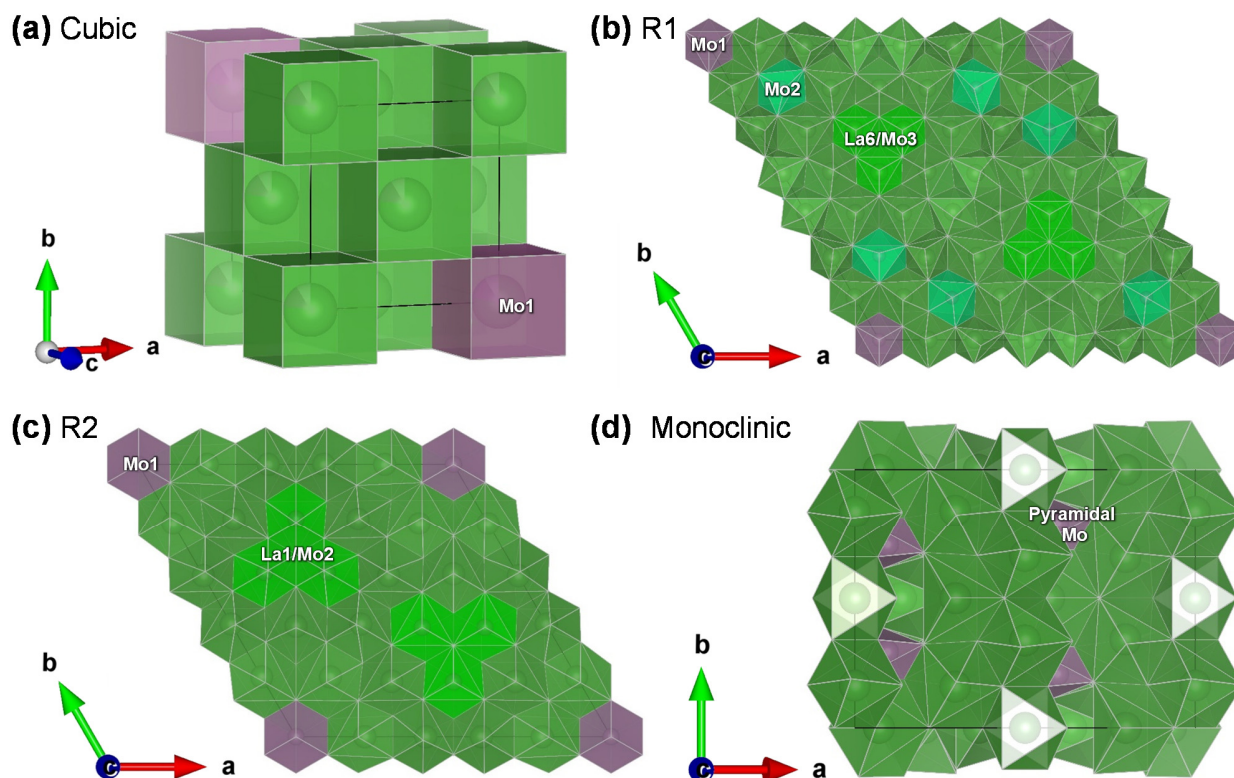 (a) Cubic
Mo1
b
a
c
(b) R1
Mo1
Mo2
La6/Mo3
b
c
a
(c) R2
Mo1
La1/Mo2
b
c
a
(d) Monoclinic
Pyramidal
Mo
b
c
a